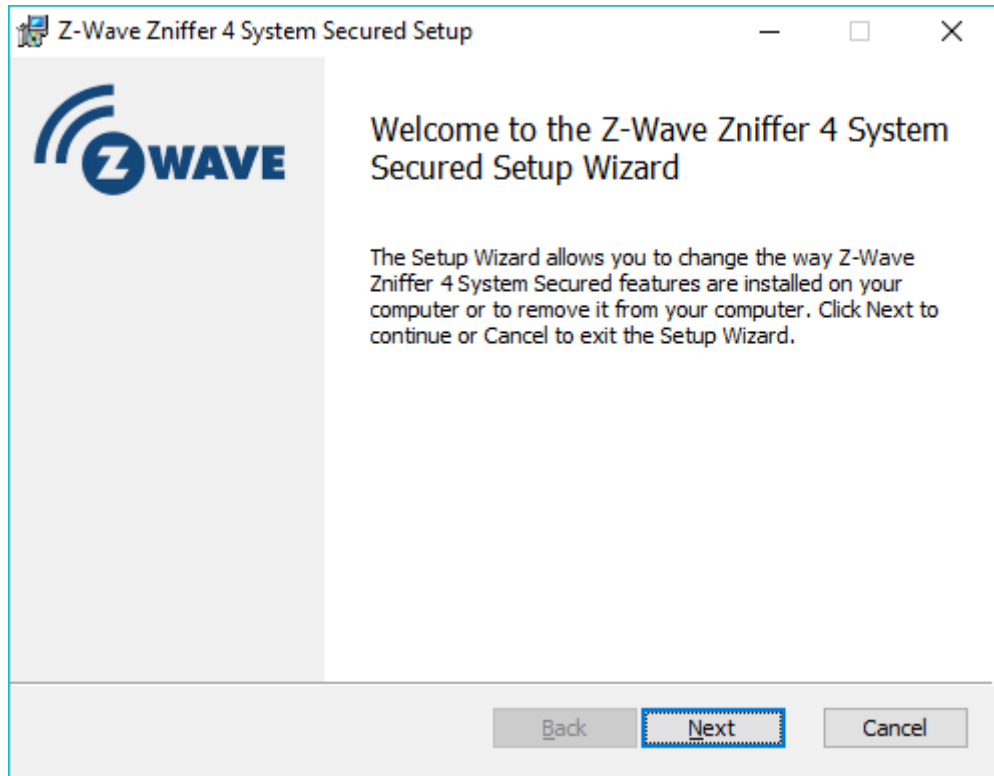 Z-Wave Zniffer 4 System Secured Setup
Z WAVE
Welcome to the Z-Wave Zniffer 4 System
Secured Setup Wizard
The Setup Wizard allows you to change the way Z-Wave
Zniffer 4 System Secured features are installed on your
computer or to remove it from your computer. Click Next to
continue or Cancel to exit the Setup Wizard.
Back Next Cancel